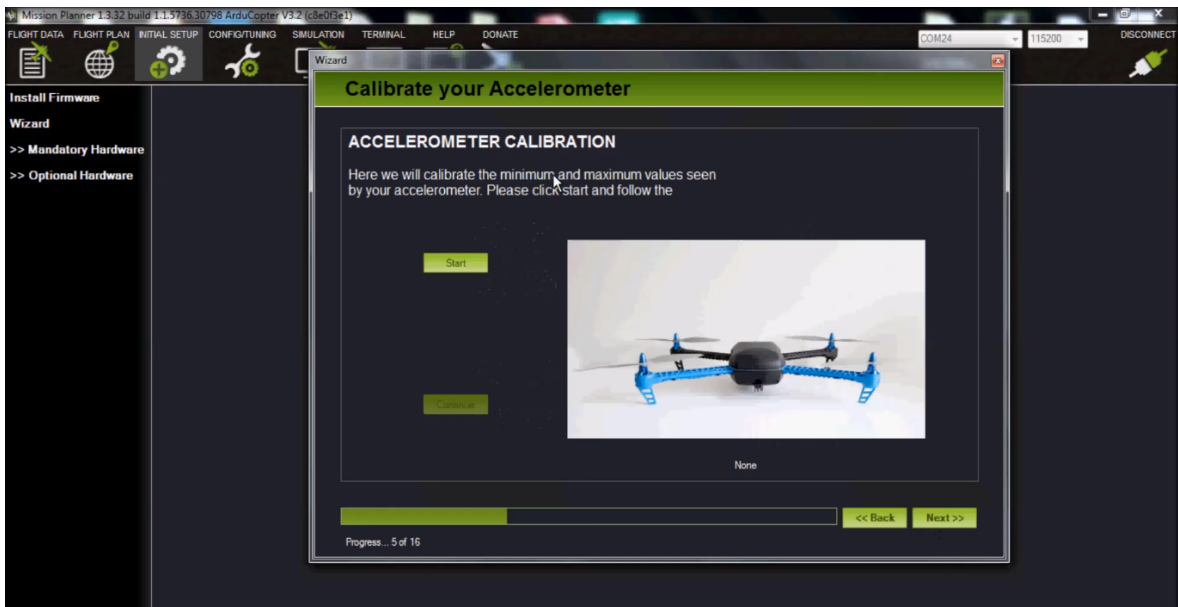 Mission Planner 1.3.32 build 1.1.5736.30798 ArduCopter V3.2 (c8e0f3e1)
FLIGHT DATA FLIGHT PLAN INITIAL SETUP CONFIG/TUNING SIMULATION TERMINAL HELP DONATE
COM24 115200 DISCONNECT
Install Firmware
Wizard
>> Mandatory Hardware
>> Optional Hardware
Wizard
Calibrate your Accelerometer
ACCELEROMETER CALIBRATION
Here we will calibrate the minimum and maximum values seen
by your accelerometer. Please click start and follow the
Start
Continue
None
<< Back Next >>
Progress... 5 of 16